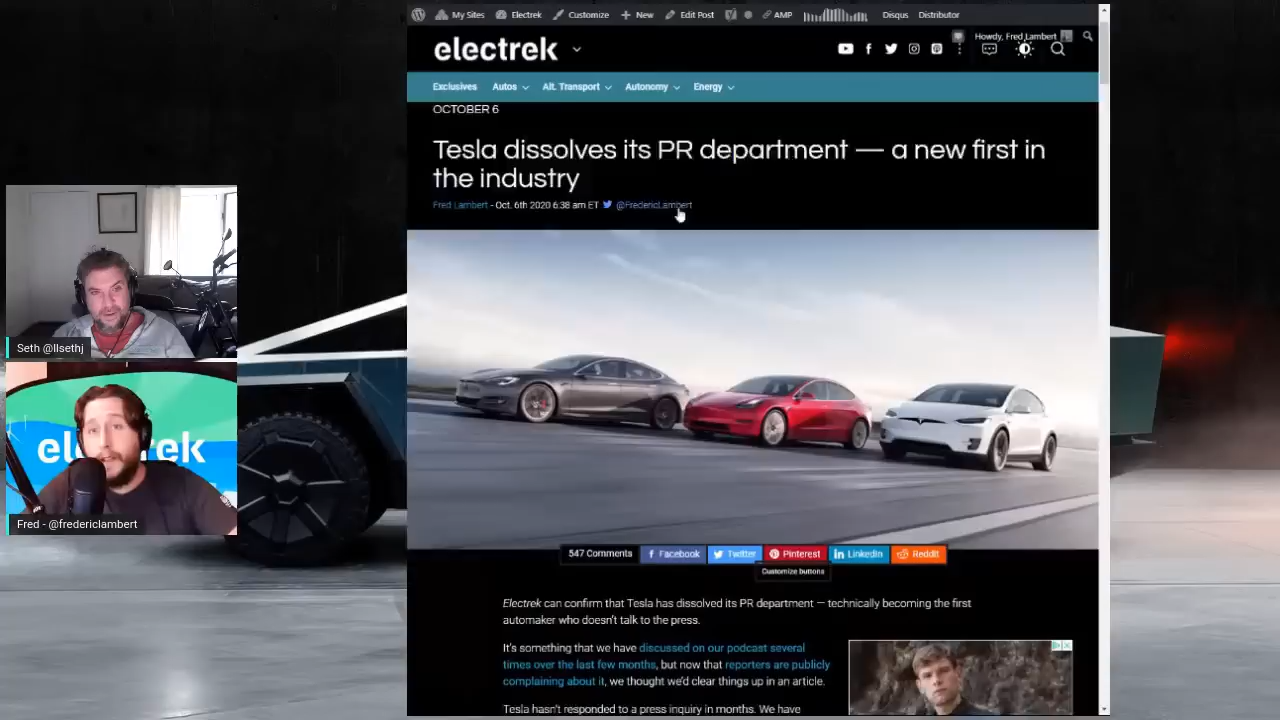 My Sites Electrek Customize New Edit Post AMP Disqus Distributor
Howdy, Fred Lambert
electrek
Exclusives Autos Alt. Transport Autonomy Energy
OCTOBER 6
Tesla dissolves its PR department — a new first in
the industry
Fred Lambert - Oct. 6th 2020 6:38 am ET @FredericLambert
547 Comments Facebook Twitter Pinterest LinkedIn Reddit
Customize buttons
Electrek can confirm that Tesla has dissolved its PR department — technically becoming the first
automaker who doesn't talk to the press.
It's something that we have discussed on our podcast several
times over the last few months, but now that reporters are publicly
complaining about it, we thought we'd clear things up in an article.
Tesla hasn't responded to a press inquiry in months. We have
Seth @llsethj
Fred - @fredericlambert